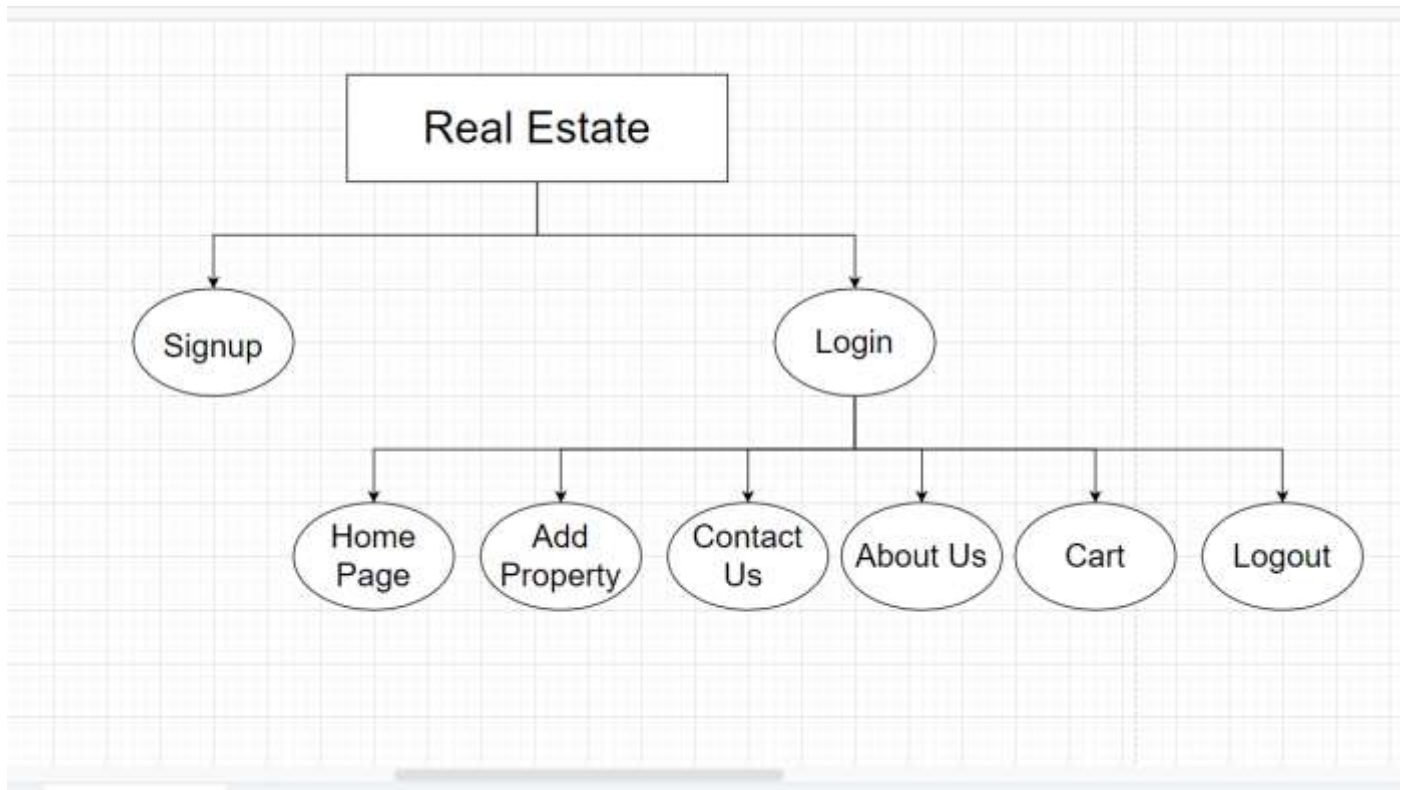 Real Estate
Signup
Login
Home
Page
Add
Property
Contact
Us
About Us
Cart
Logout